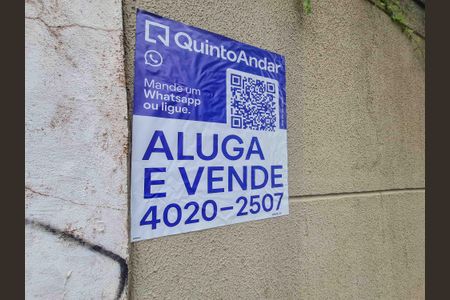 QuintoAndar
Mande um
Whatsapp
ou ligue.
ALUGA
E VENDE
4020-2507